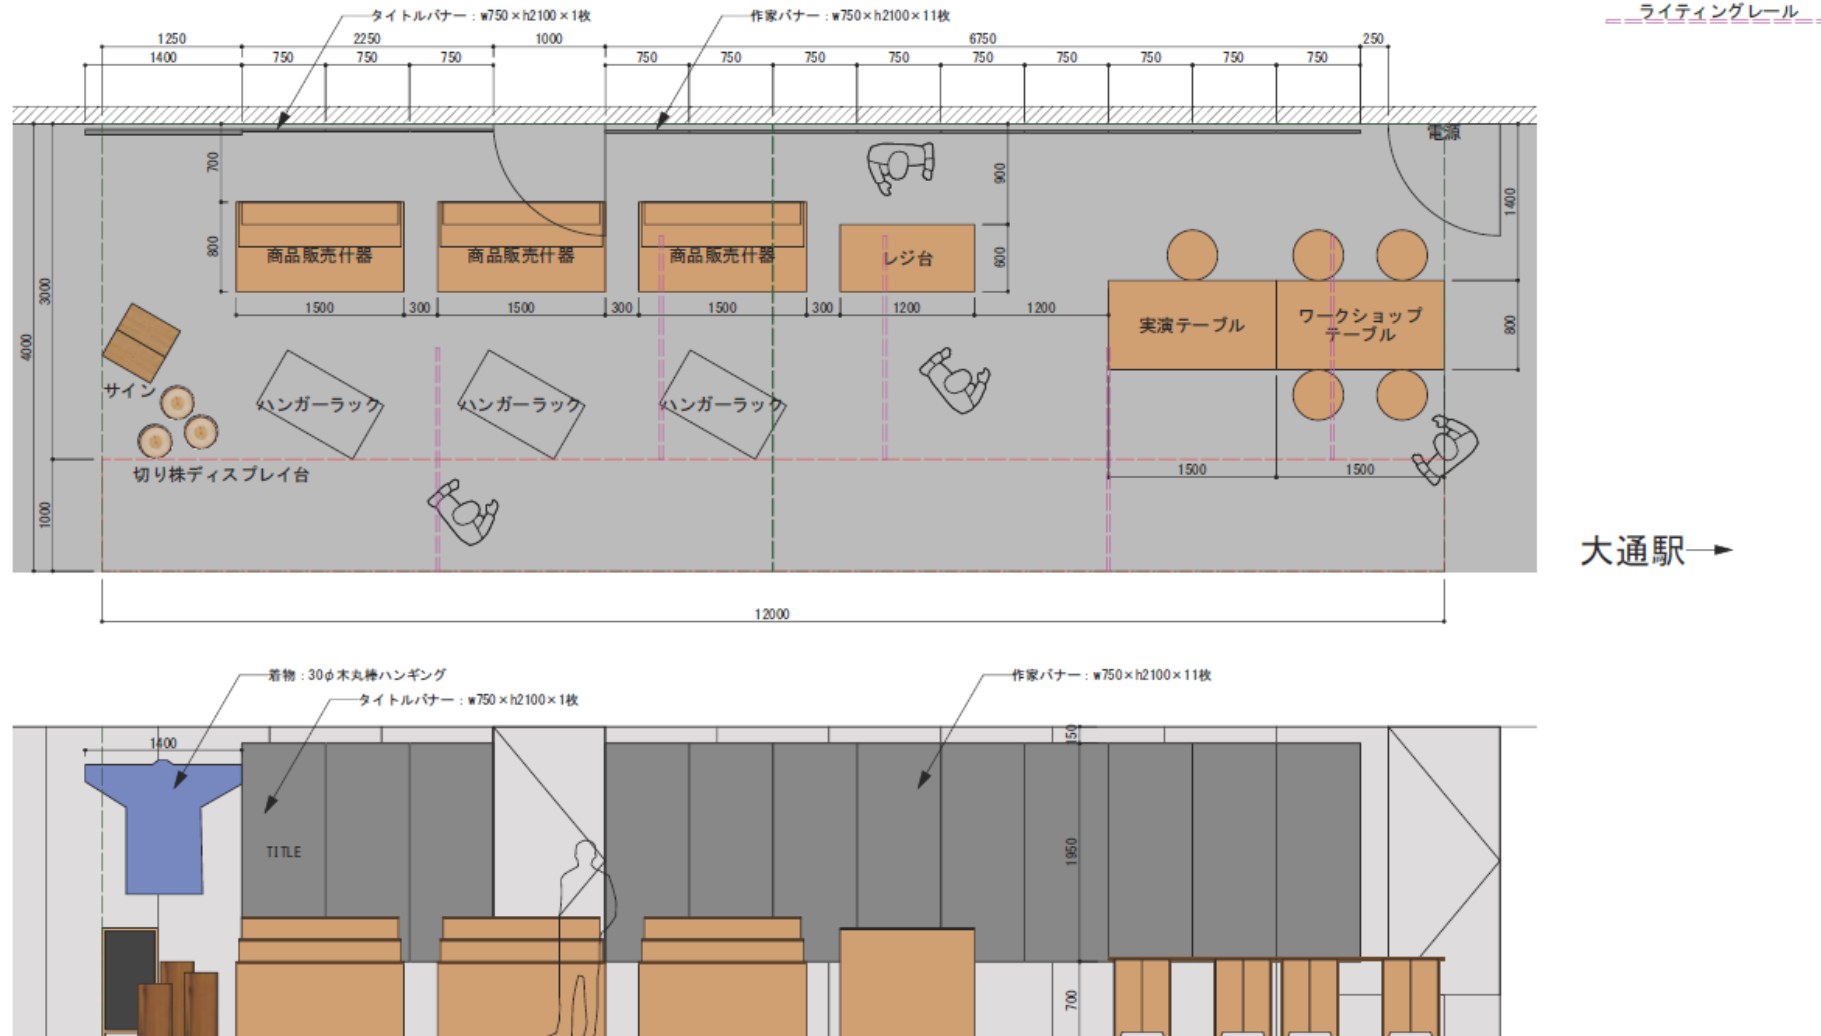 タイトルバナー：w750×h2100×1枚
作家バナー：w750×h2100×11枚
ライティングレール
1250
2250
1000
6750
250
1400
750
750
750
750
750
750
750
750
750
750
750
750
電源
700
900
1400
800
商品販売什器
商品販売什器
商品販売什器
レジ台
600
1500
300
1500
300
1500
300
1200
1200
3000
4000
実演テーブル
ワークショップ
テーブル
800
サイン
ハンガーラック
ハンガーラック
ハンガーラック
切り株ディスプレイ台
1500
1500
1000
大通駅
12000
着物：30φ木丸棒ハンギング
タイトルバナー：w750×h2100×1枚
作家バナー：w750×h2100×11枚
1400
150
TITLE
1950
700